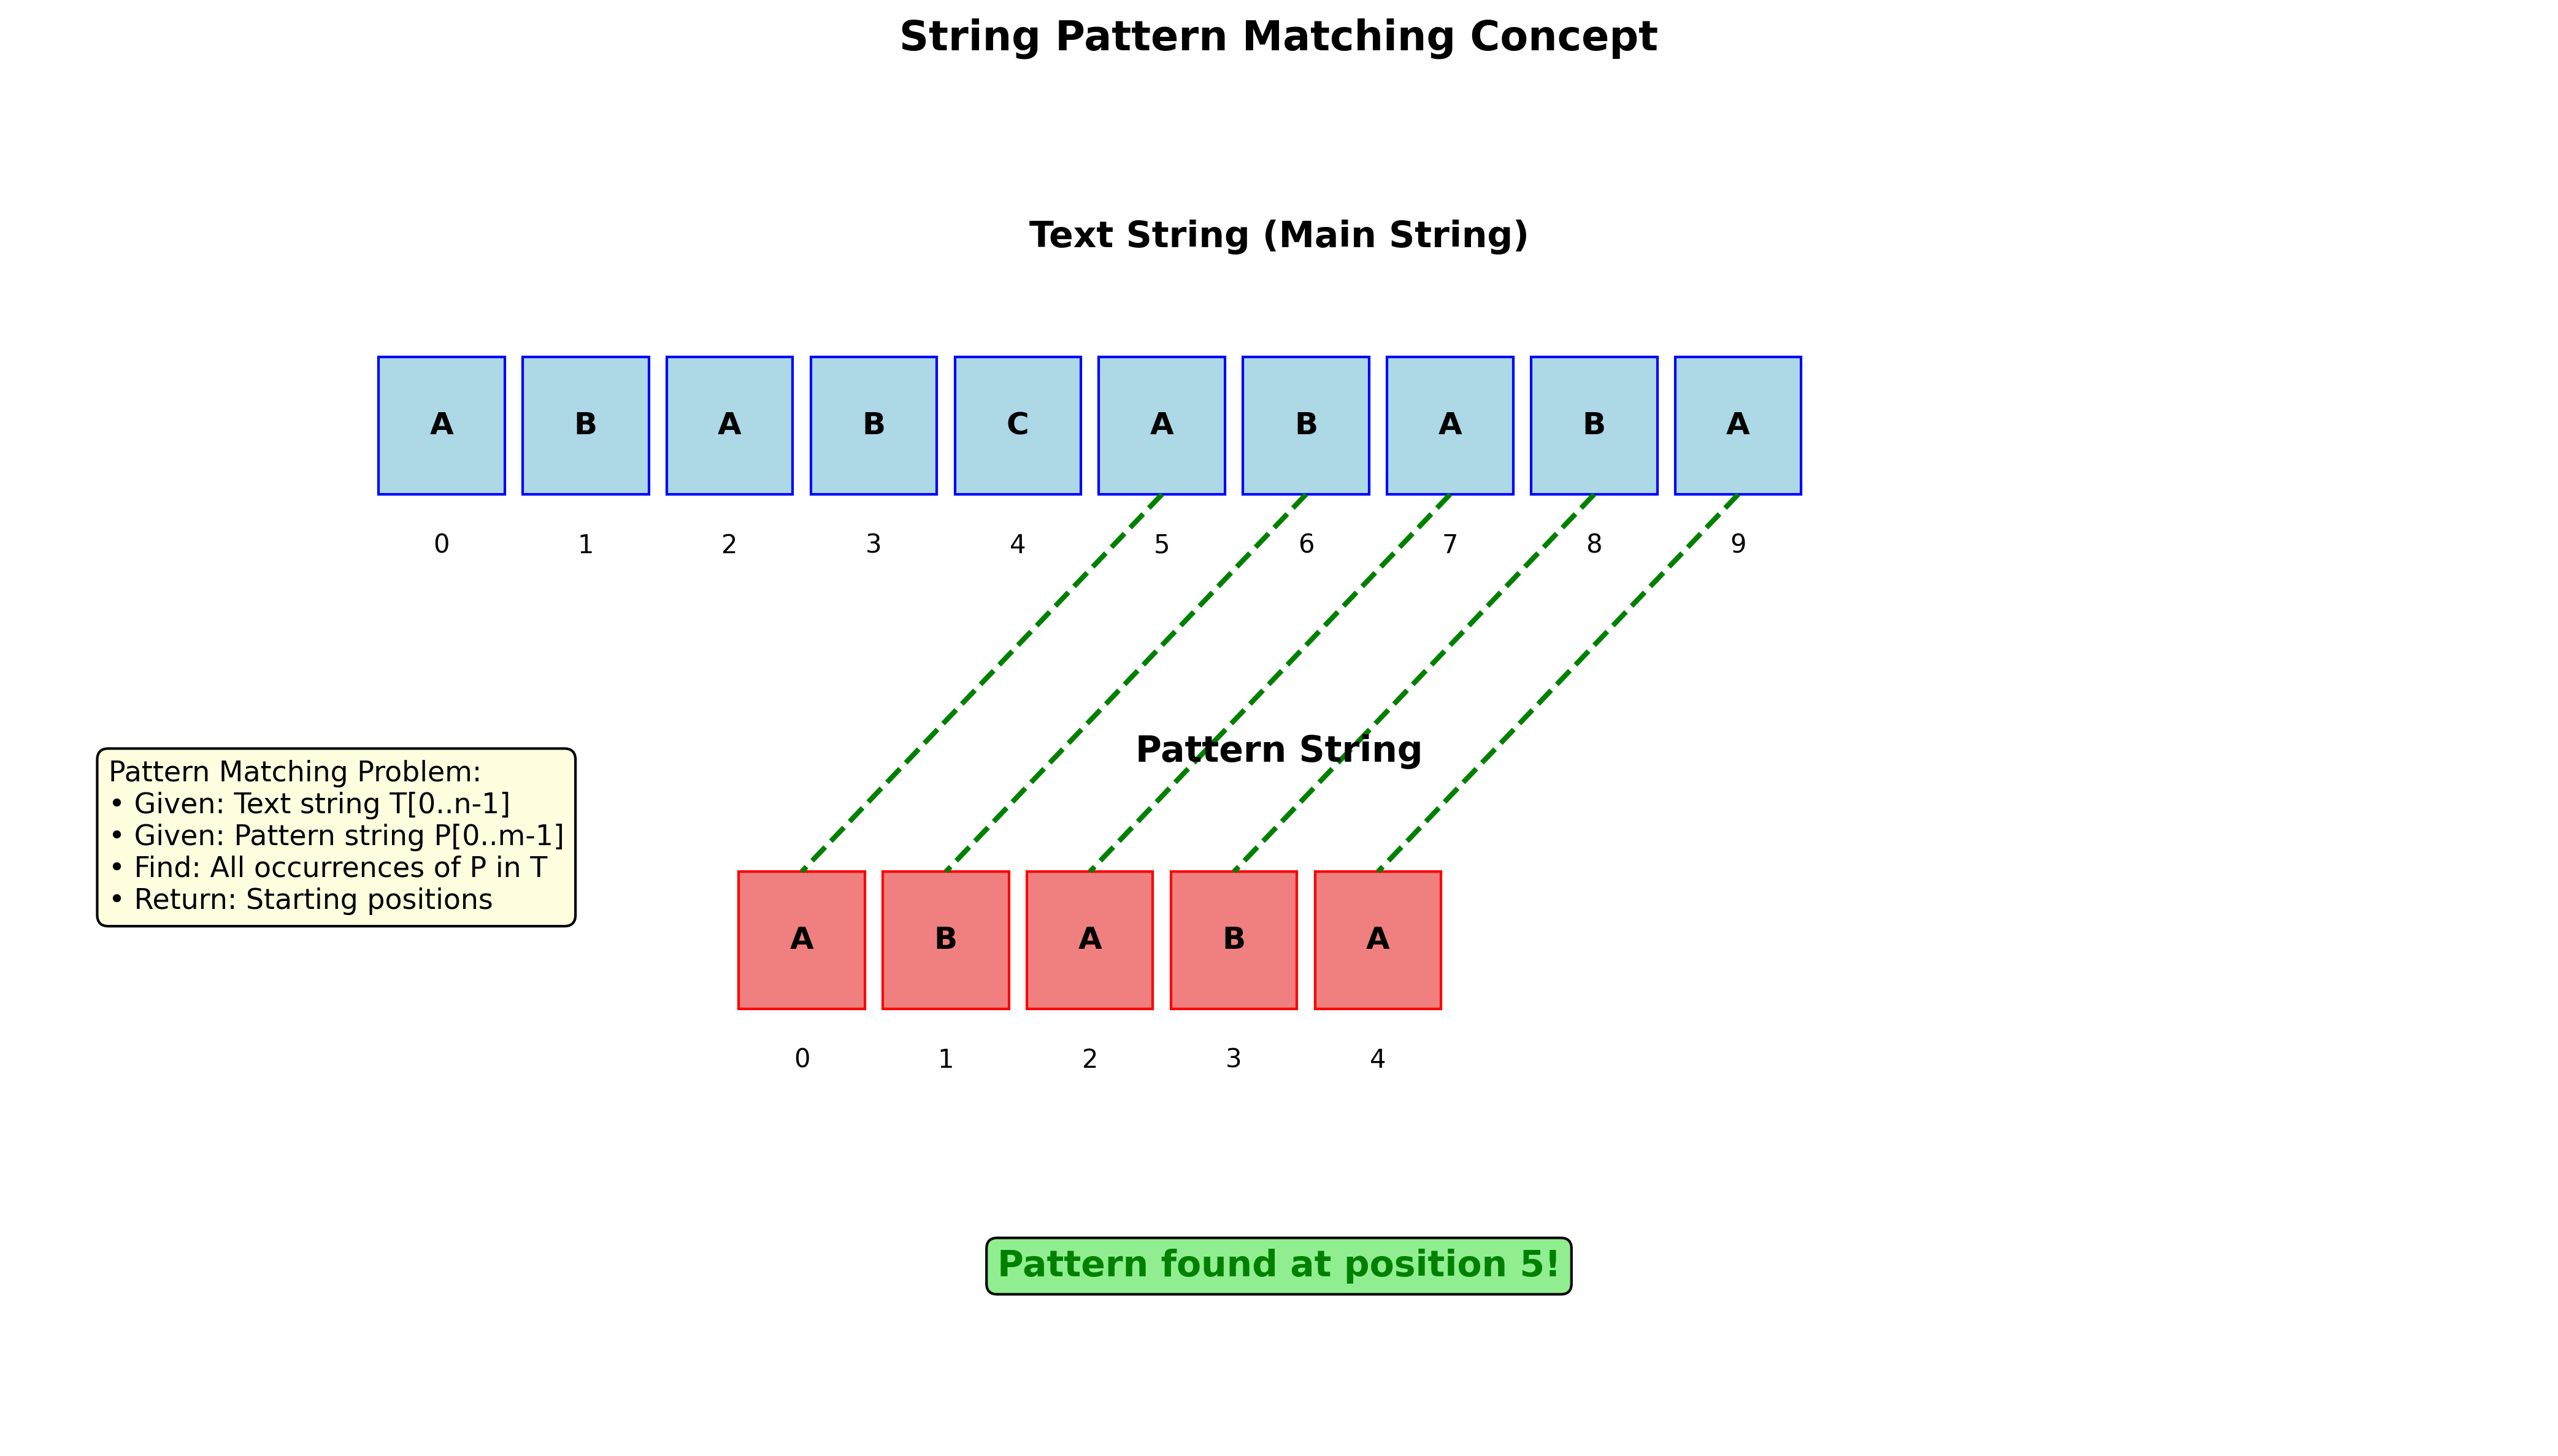 String Pattern Matching Concept
Text String (Main String)
A B A B C A B A B A
0 1 2 3 4 5 6 7 8 9
Pattern String
Pattern Matching Problem:
• Given: Text string T[0..n-1]
• Given: Pattern string P[0..m-1]
• Find: All occurrences of P in T
• Return: Starting positions
A B A B A
0 1 2 3 4
Pattern found at position 5!